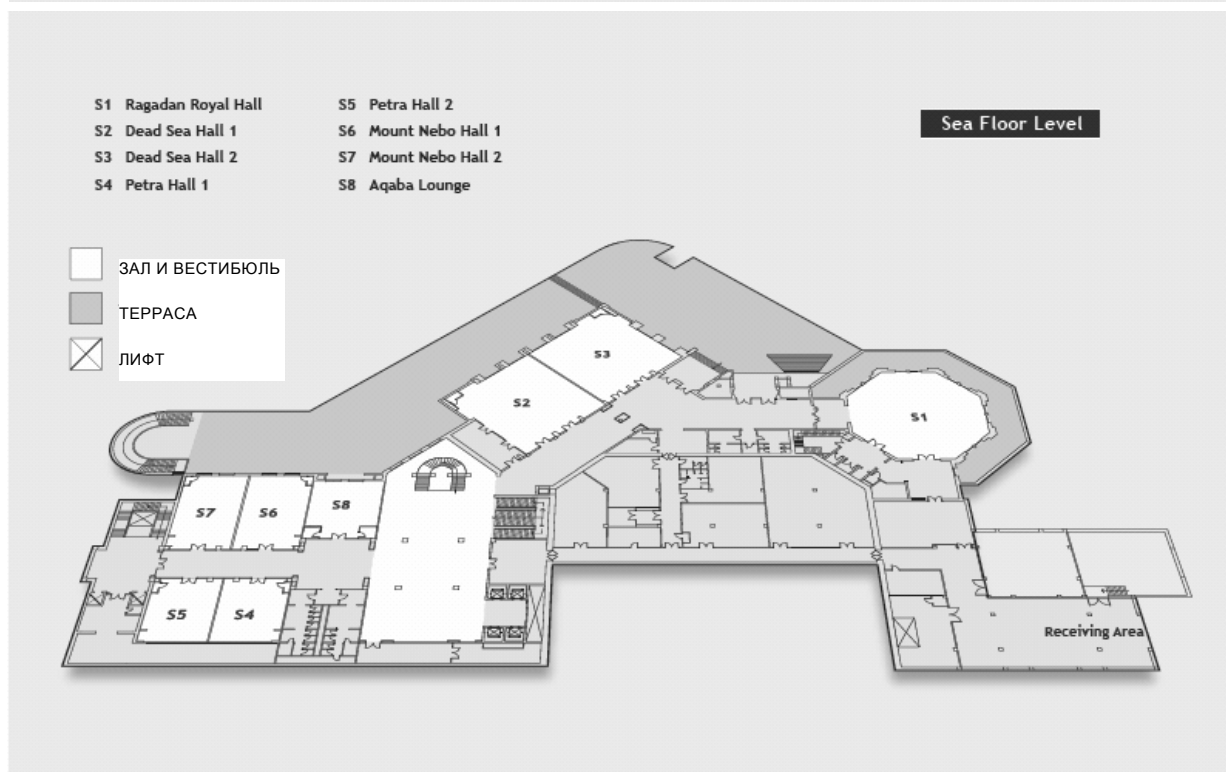 S1 Ragadan Royal Hall
S2 Dead Sea Hall 1
S3 Dead Sea Hall 2
S4 Petra Hall 1
S5 Petra Hall 2
S6 Mount Nebo Hall 1
S7 Mount Nebo Hall 2
S8 Aqaba Lounge
Sea Floor Level
ЗАЛ И ВЕСТИБЮЛЬ
ТЕРРАСА
ЛИФТ
S3
S2
S1
S7
S6
S8
S5
S4
Receiving Area